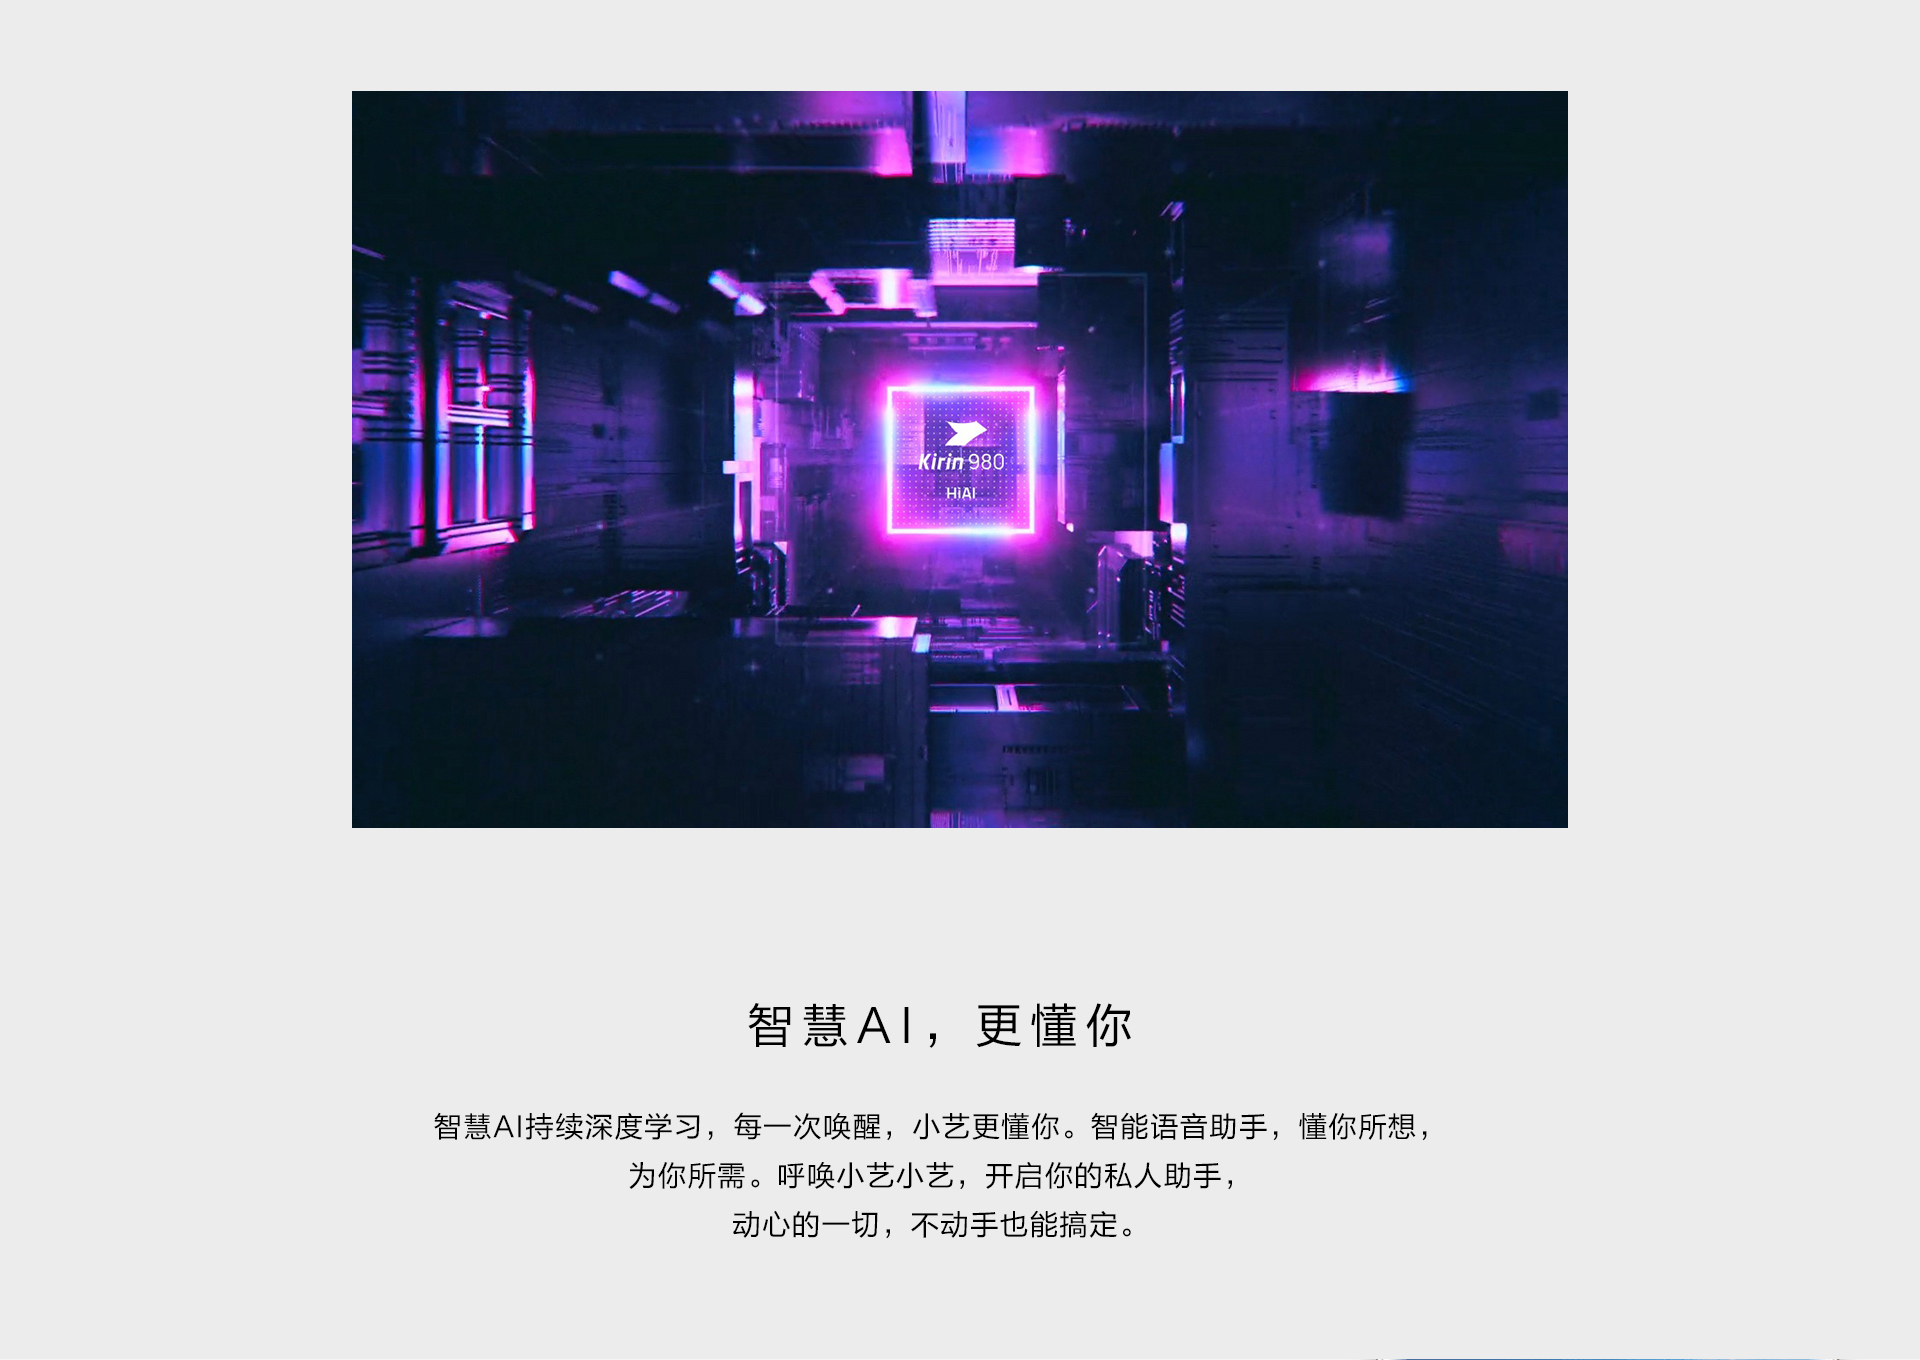 Kirin 980
HiAI
智慧AI，更懂你
智慧AI持续深度学习，每一次唤醒，小艺更懂你。智能语音助手，懂你所想，
为你所需。呼唤小艺小艺，开启你的私人助手，
动心的一切，不动手也能搞定。